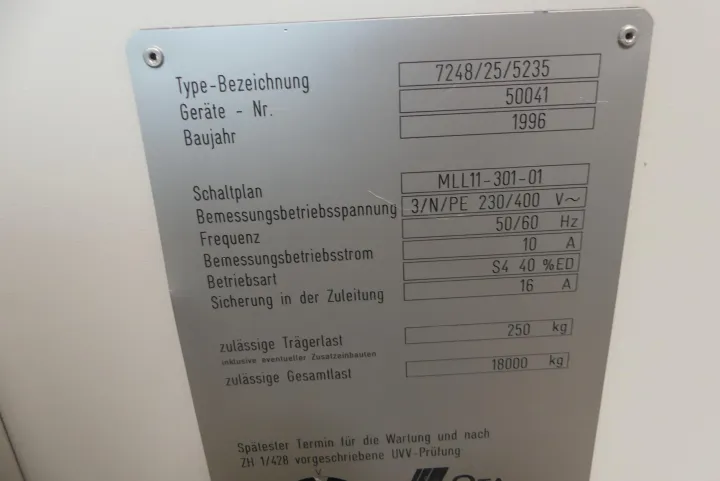 Type-Bezeichnung 7248/25/5235
Geräte - Nr. 50041
Baujahr 1996
Schaltplan MLL11-301-01
Bemessungsbetriebsspannung 3/N/PE 230/400 V~
Frequenz 50/60 Hz
Bemessungsbetriebsstrom 10 A
Betriebsart S4 40 %ED
Sicherung in der Zuleitung 16 A
zulässige Trägerlast 250 kg
inklusive eventueller Zusatzeinbauten
zulässige Gesamtlast 18000 kg
Spätester Termin für die Wartung und nach
ZH 1/428 vorgeschriebene UVV-Prüfung
V